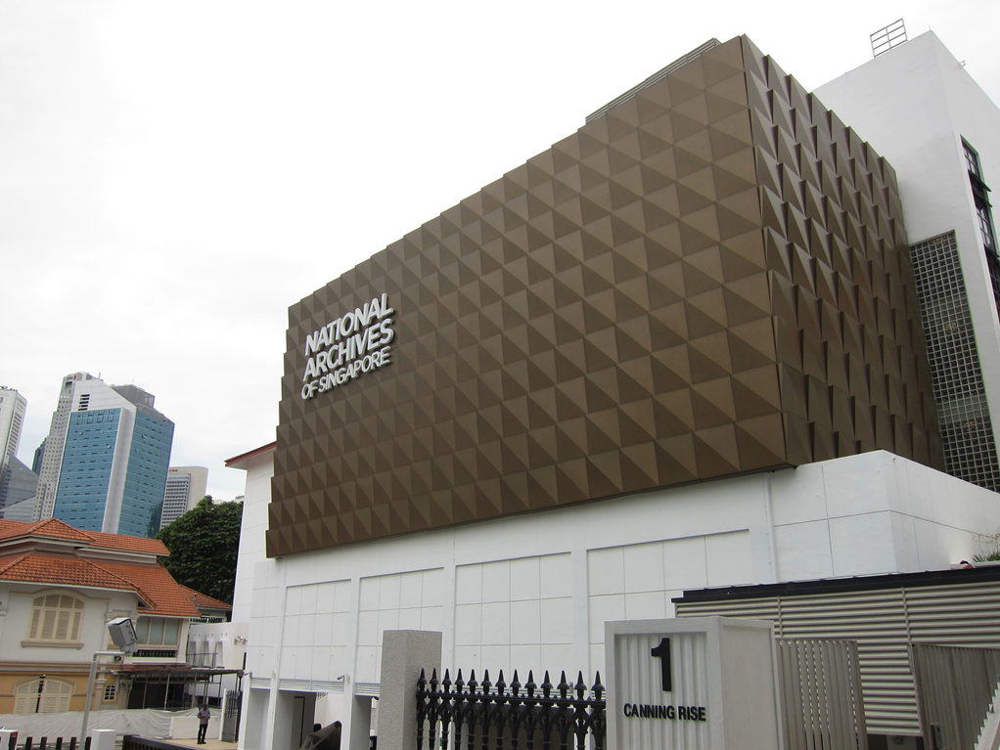 NATIONAL
ARCHIVES
OF SINGAPORE
1
CANNING RISE